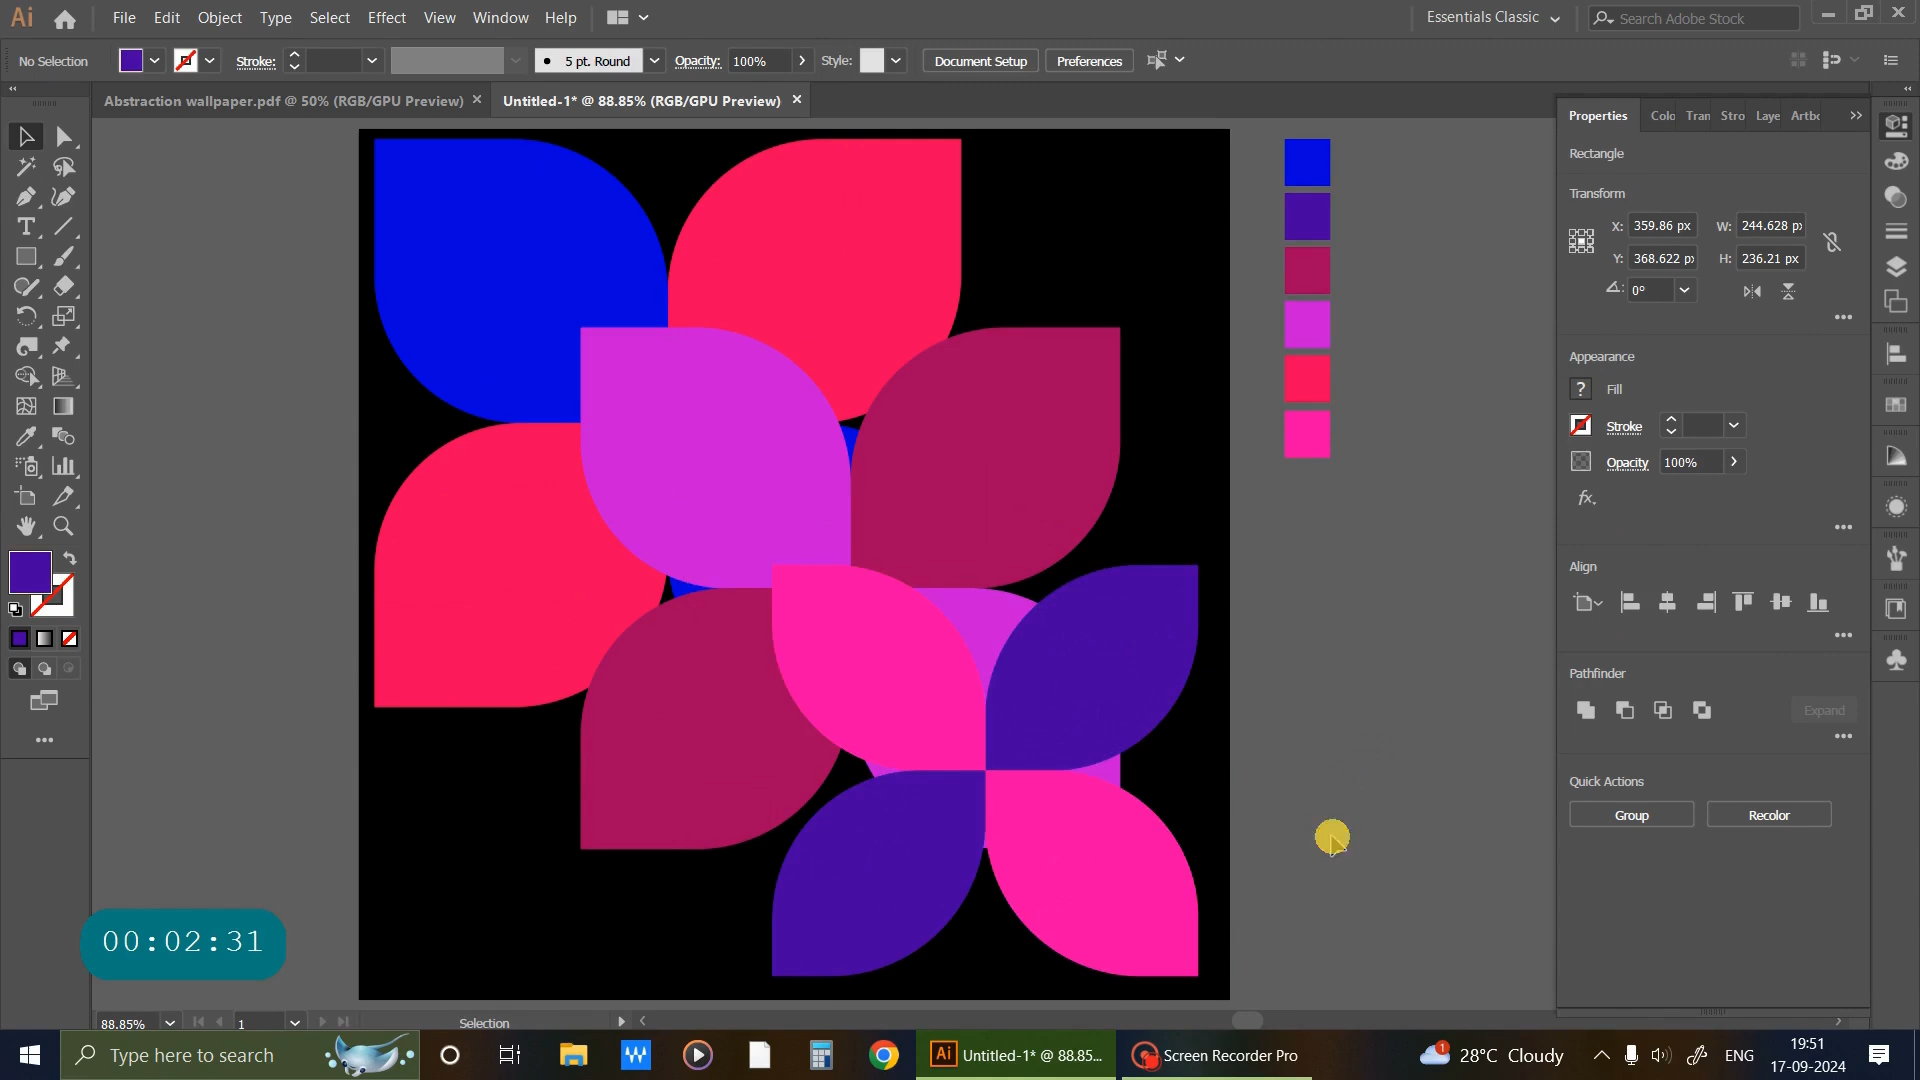 Ai File Edit Object Type Select Effect View Window Help Essentials Classic Search Adobe Stock
No Selection Stroke: 5 pt. Round Opacity: 100% Style: Document Setup Preferences
Abstraction wallpaper.pdf @ 50% (RGB/GPU Preview) × Untitled-1* @ 88.85% (RGB/GPU Preview) ×
Properties Colo Tran Stro Laye Artbo
Rectangle
Transform
X: 359.86 px W: 244.628 p
Y: 368.622 p H: 236.21 px
0°
Appearance
? Fill
Stroke
Opacity 100%
fx.
Align
Pathfinder
Expand
Quick Actions
Group Recolor
00:02:31
88.85% 1 Selection
Type here to search Untitled-1* @ 88.85... Screen Recorder Pro 1 28°C Cloudy ENG 19:51
17-09-2024